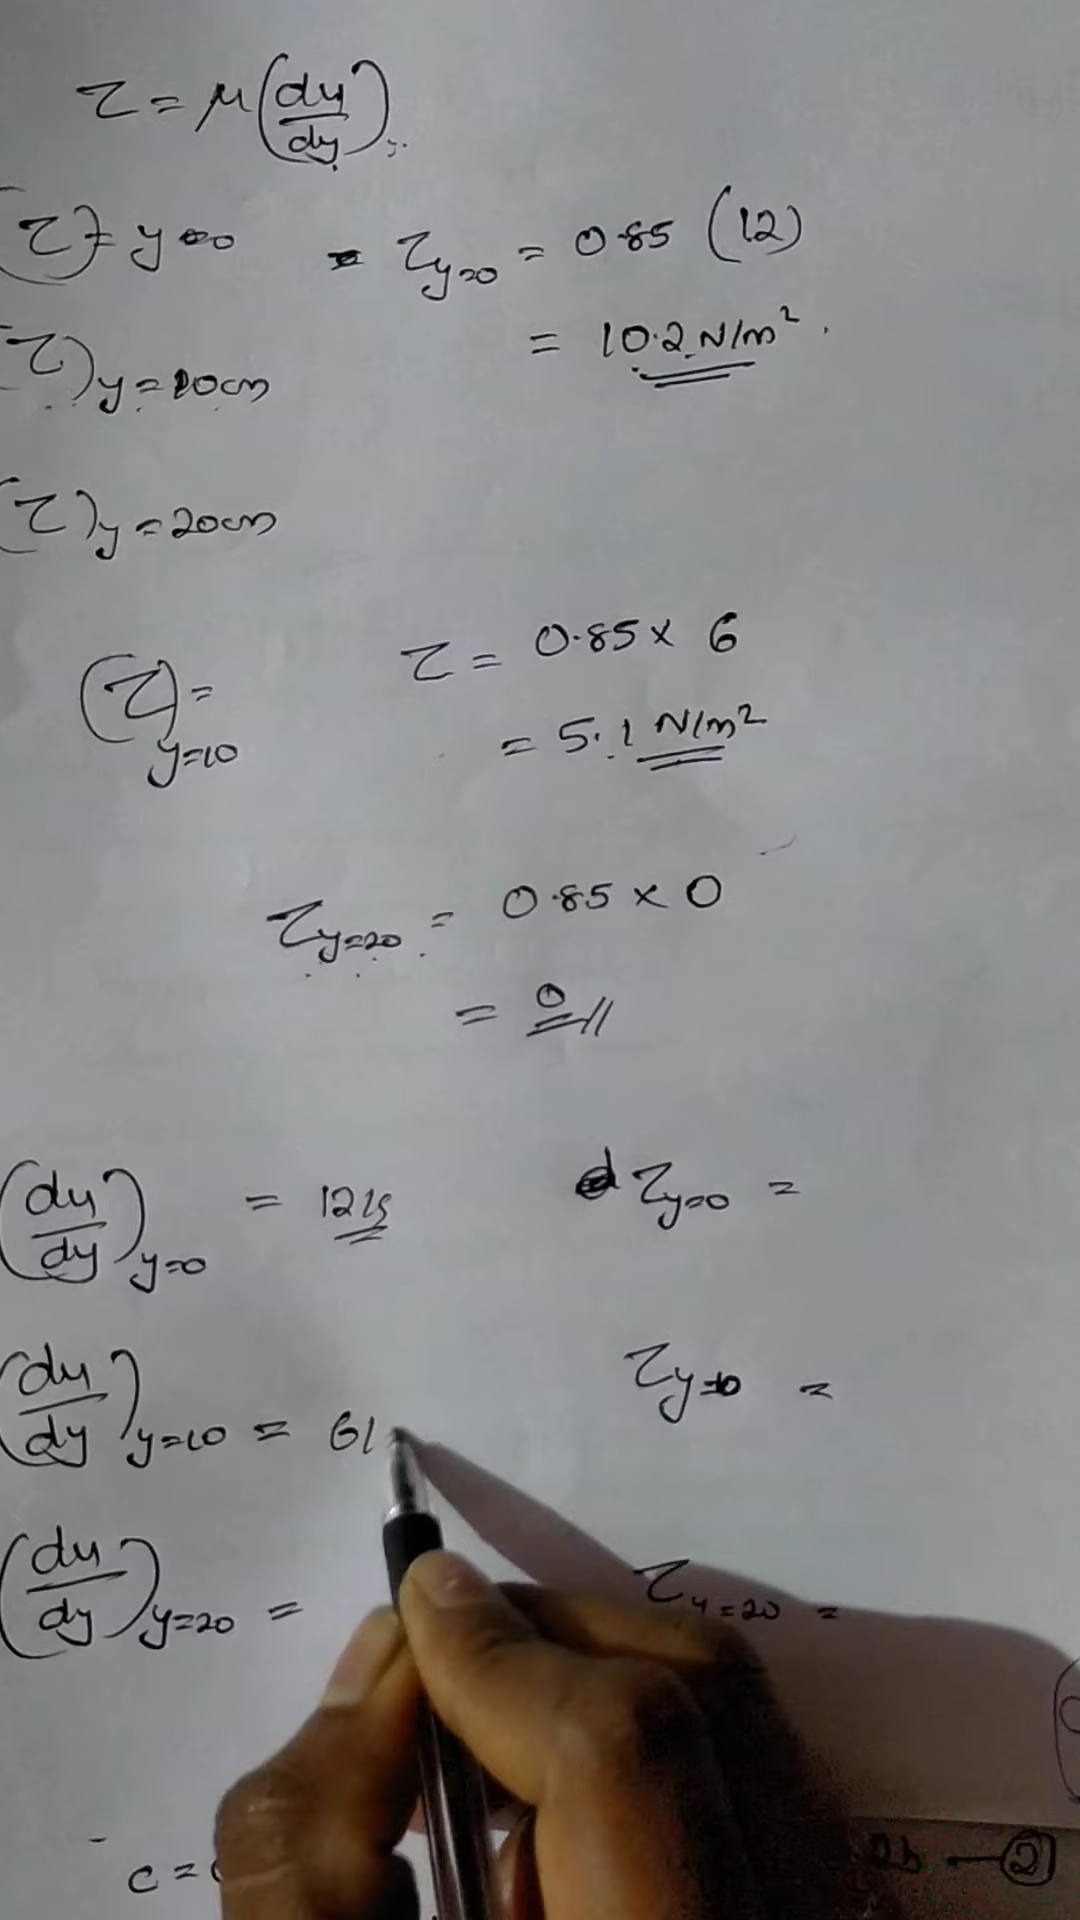 τ = μ(du/dy)
(τ) = y=0 = τy=0 = 0.85 (12)
= 10.2 N/m².
(τ)y=10cm
(τ)y=20cm
τ = 0.85 x 6
(τ)y=10 =
= 5.1 N/m²
τy=20 = 0.85 x 0
= 0 //
(du/dy)y=0 = 12/s τy=0 =
(du/dy)y=10 = 6/ τy=10 =
(du/dy)y=20 = τy=20 =
c = 2